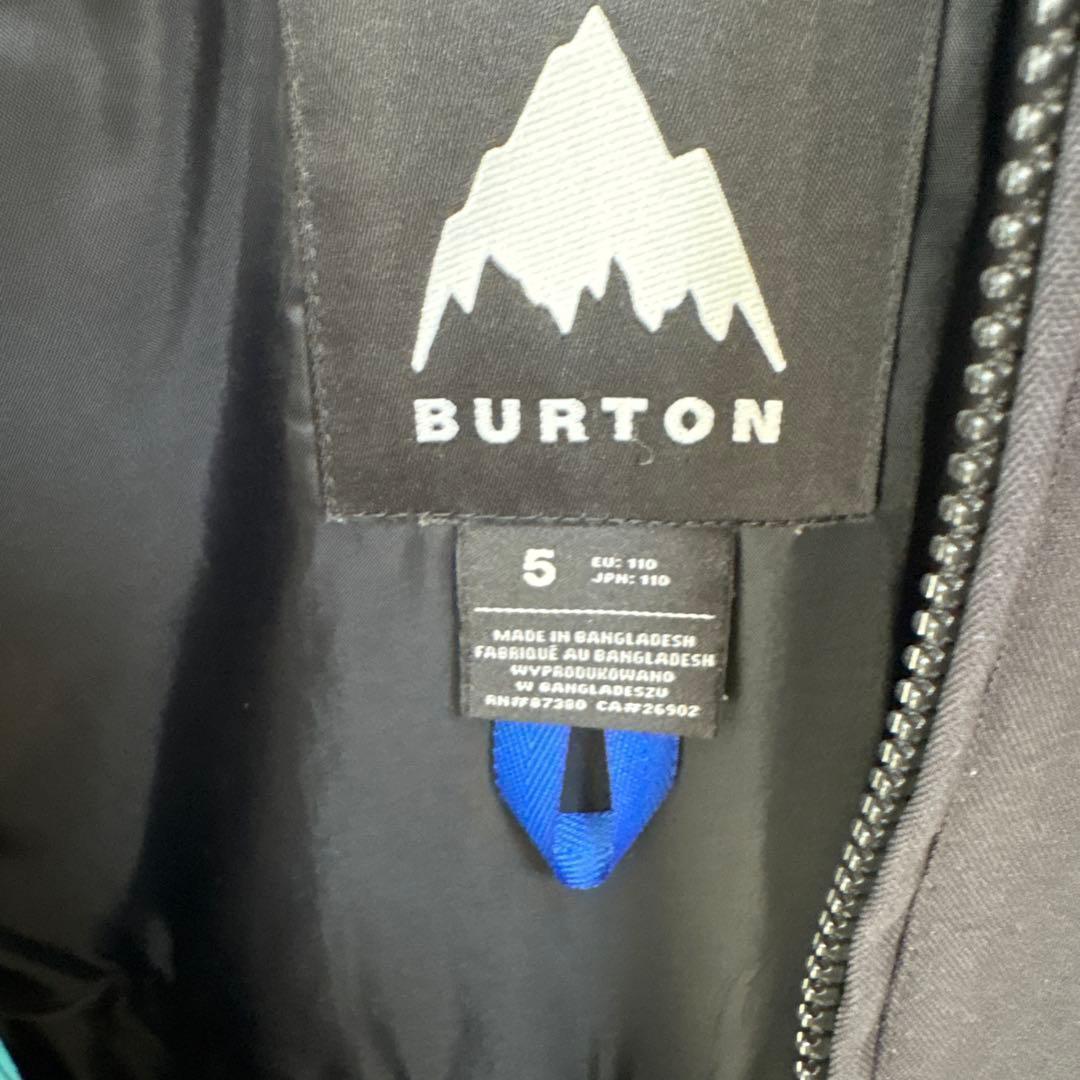 BURTON
5
EU: 110
JPN: 110
MADE IN BANGLADESH
FABRIQUÉ AU BANGLADESH
WYPRODUKOWANO
W BANGLADESZU
RN#87380 CA#26902